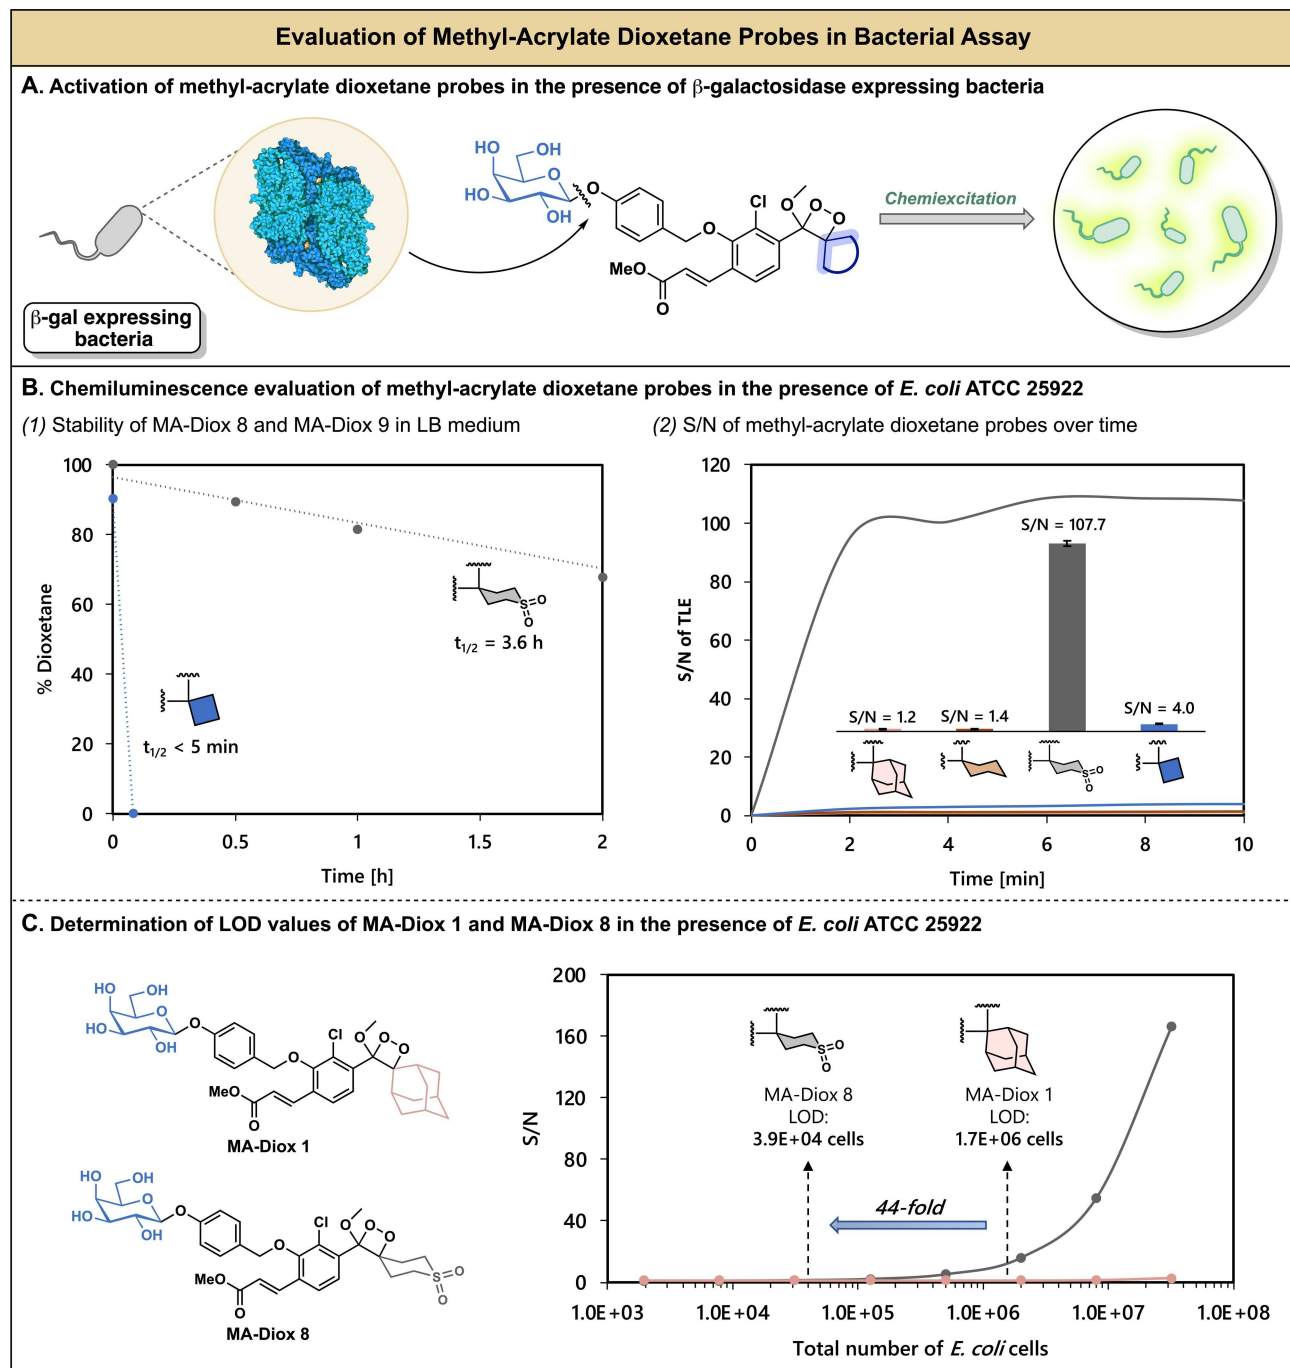 Evaluation of Methyl-Acrylate Dioxetane Probes in Bacterial Assay
A. Activation of methyl-acrylate dioxetane probes in the presence of β-galactosidase expressing bacteria
β-gal expressing
bacteria
HO
OH
O
HO
OH
O
Cl
O
O
O
O
MeO
O
Chemiexcitation
B. Chemiluminescence evaluation of methyl-acrylate dioxetane probes in the presence of E. coli ATCC 25922
(1) Stability of MA-Diox 8 and MA-Diox 9 in LB medium
% Dioxetane
100
80
60
40
20
0
0
0.5
1
1.5
2
Time [h]
S
O
O
t1/2 = 3.6 h
t1/2 < 5 min
(2) S/N of methyl-acrylate dioxetane probes over time
S/N of TLE
120
100
80
60
40
20
0
0
2
4
6
8
10
Time [min]
S/N = 1.2
S/N = 1.4
S/N = 107.7
S/N = 4.0
S
O
O
C. Determination of LOD values of MA-Diox 1 and MA-Diox 8 in the presence of E. coli ATCC 25922
HO
OH
O
HO
OH
O
Cl
O
O
O
O
MeO
O
MA-Diox 1
HO
OH
O
HO
OH
O
Cl
O
O
O
O
MeO
O
S
O
O
MA-Diox 8
S/N
200
160
120
80
40
0
1.0E+03
1.0E+04
1.0E+05
1.0E+06
1.0E+07
1.0E+08
Total number of E. coli cells
S
O
O
MA-Diox 8
LOD:
3.9E+04 cells
MA-Diox 1
LOD:
1.7E+06 cells
44-fold